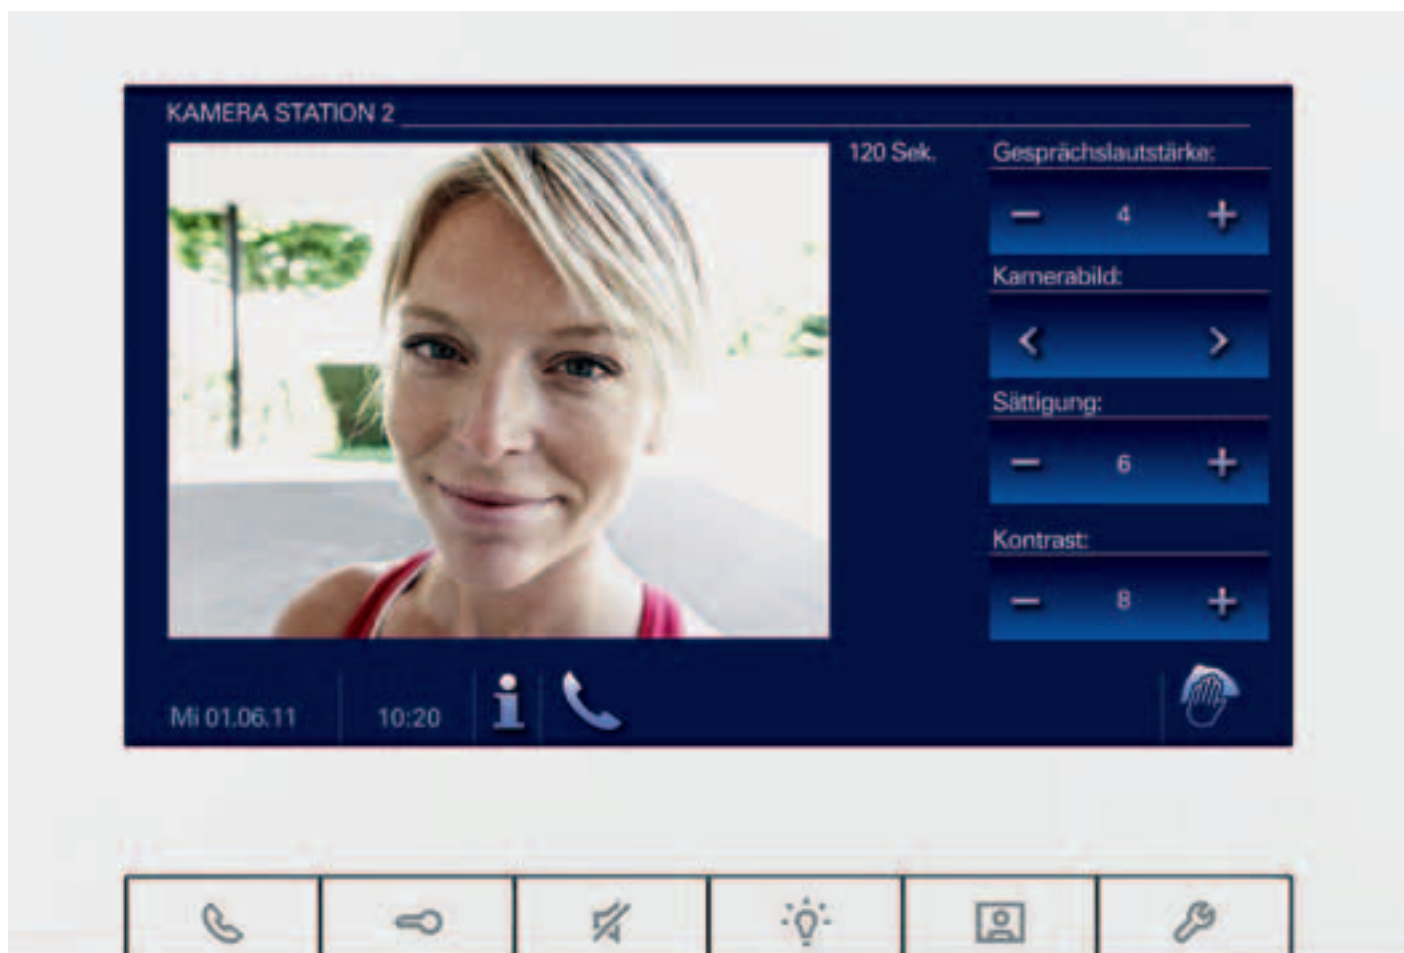 KAMERA STATION 2
120 Sek.
Gesprächslautstärke:
− 4 +
Kamerabild:
< >
Sättigung:
− 6 +
Kontrast:
− 8 +
Mi 01.06.11
10:20
i